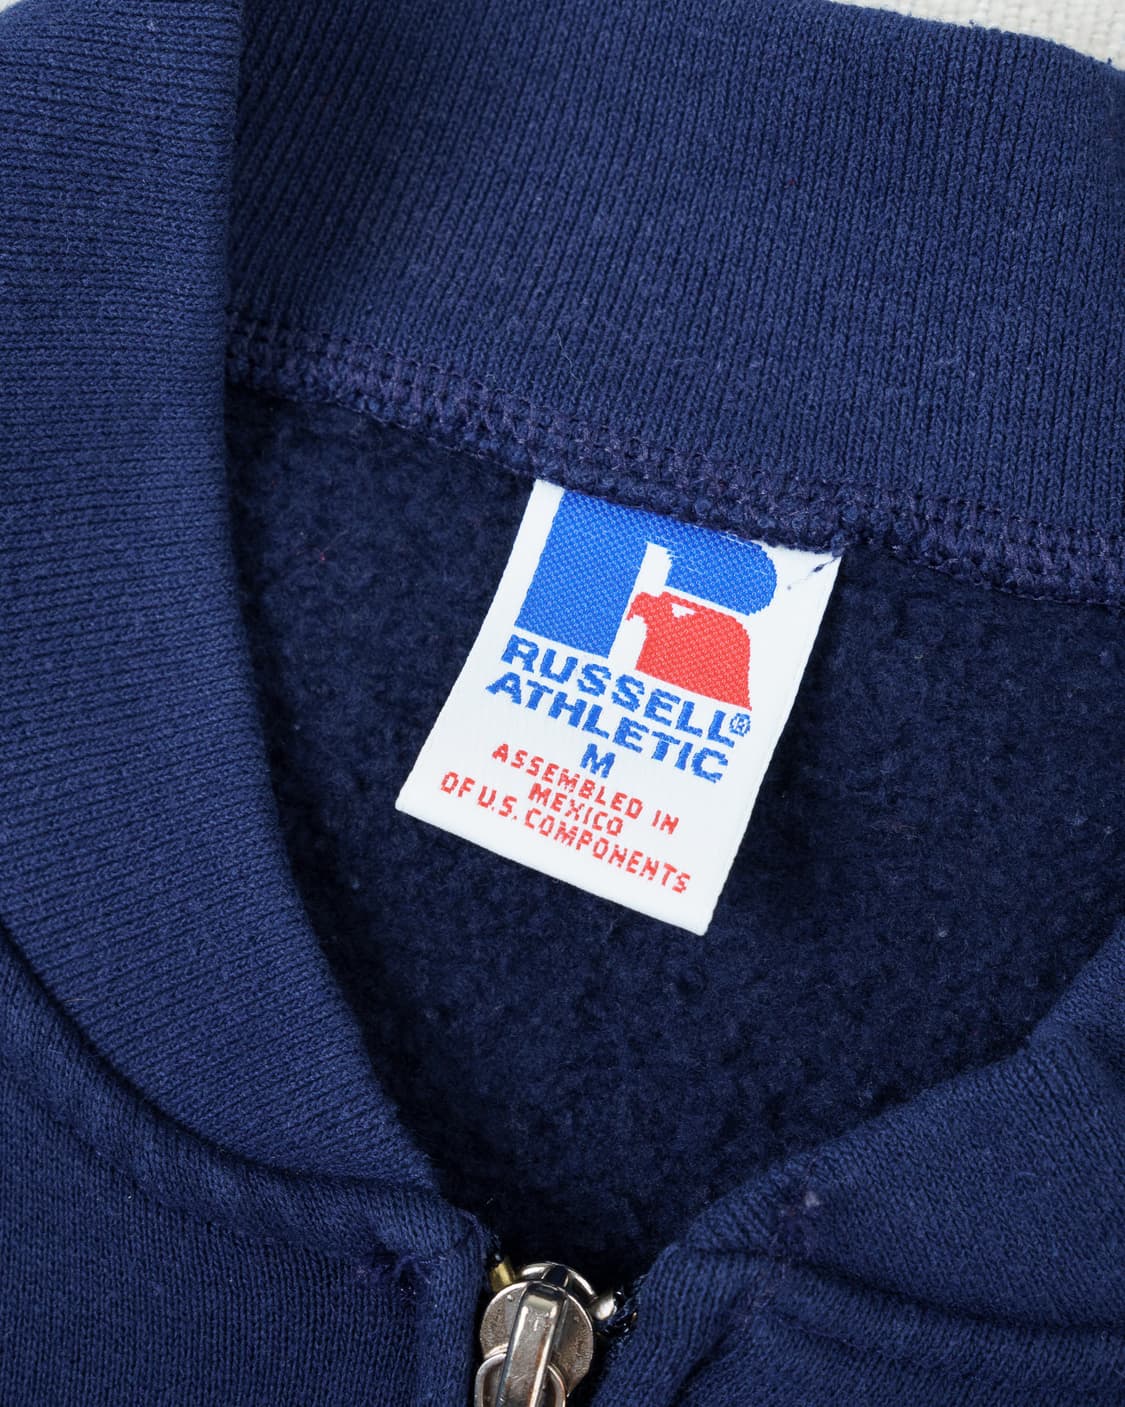 RUSSELL®
ATHLETIC
M
ASSEMBLED IN
MEXICO
OF U.S. COMPONENTS